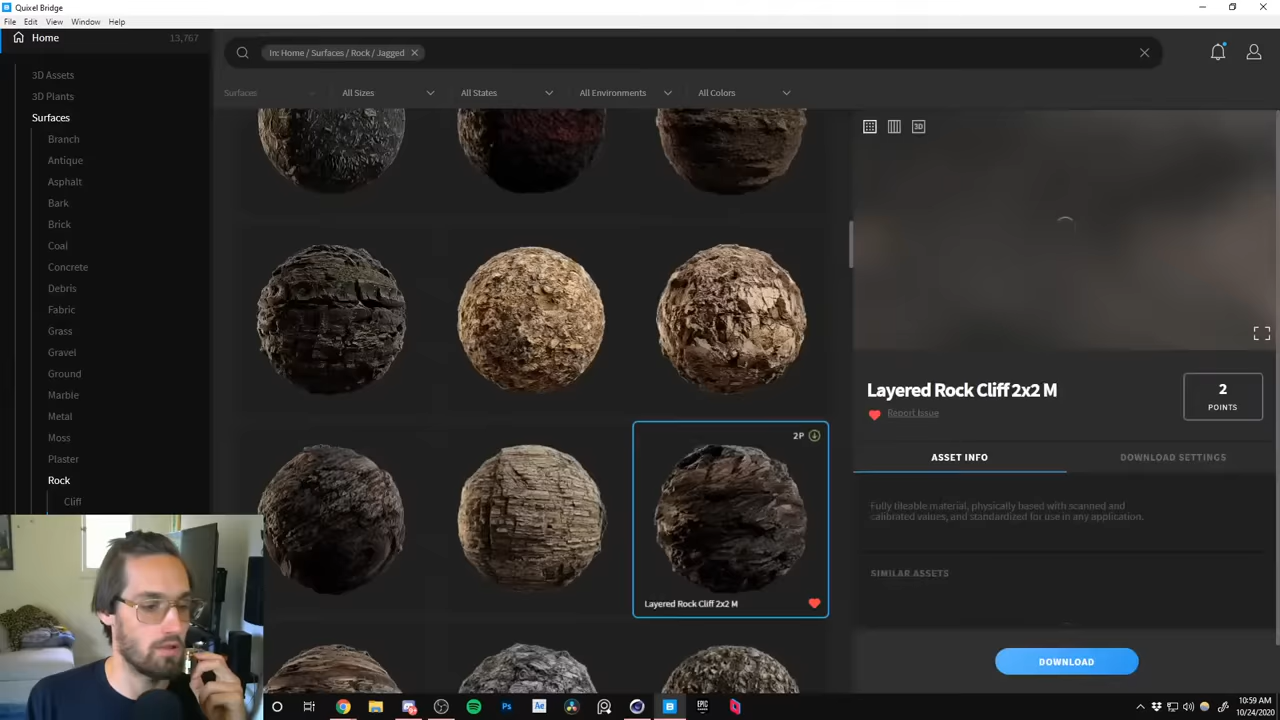 Quixel Bridge
File Edit View Window Help
Home 13,767
In: Home / Surfaces / Rock / Jagged
Surfaces All Sizes All States All Environments All Colors
3D Assets
3D Plants
Surfaces
Branch
Antique
Asphalt
Bark
Brick
Coal
Concrete
Debris
Fabric
Grass
Gravel
Ground
Marble
Metal
Moss
Plaster
Rock
Cliff
2P
Layered Rock Cliff 2x2 M
3D
Layered Rock Cliff 2x2 M
Report Issue
2
POINTS
ASSET INFO DOWNLOAD SETTINGS
Fully tileable material, physically based with scanned and
calibrated values, and standardized for use in any application.
SIMILAR ASSETS
DOWNLOAD
Ps Ae EPIC
10:59 AM
10/24/2020